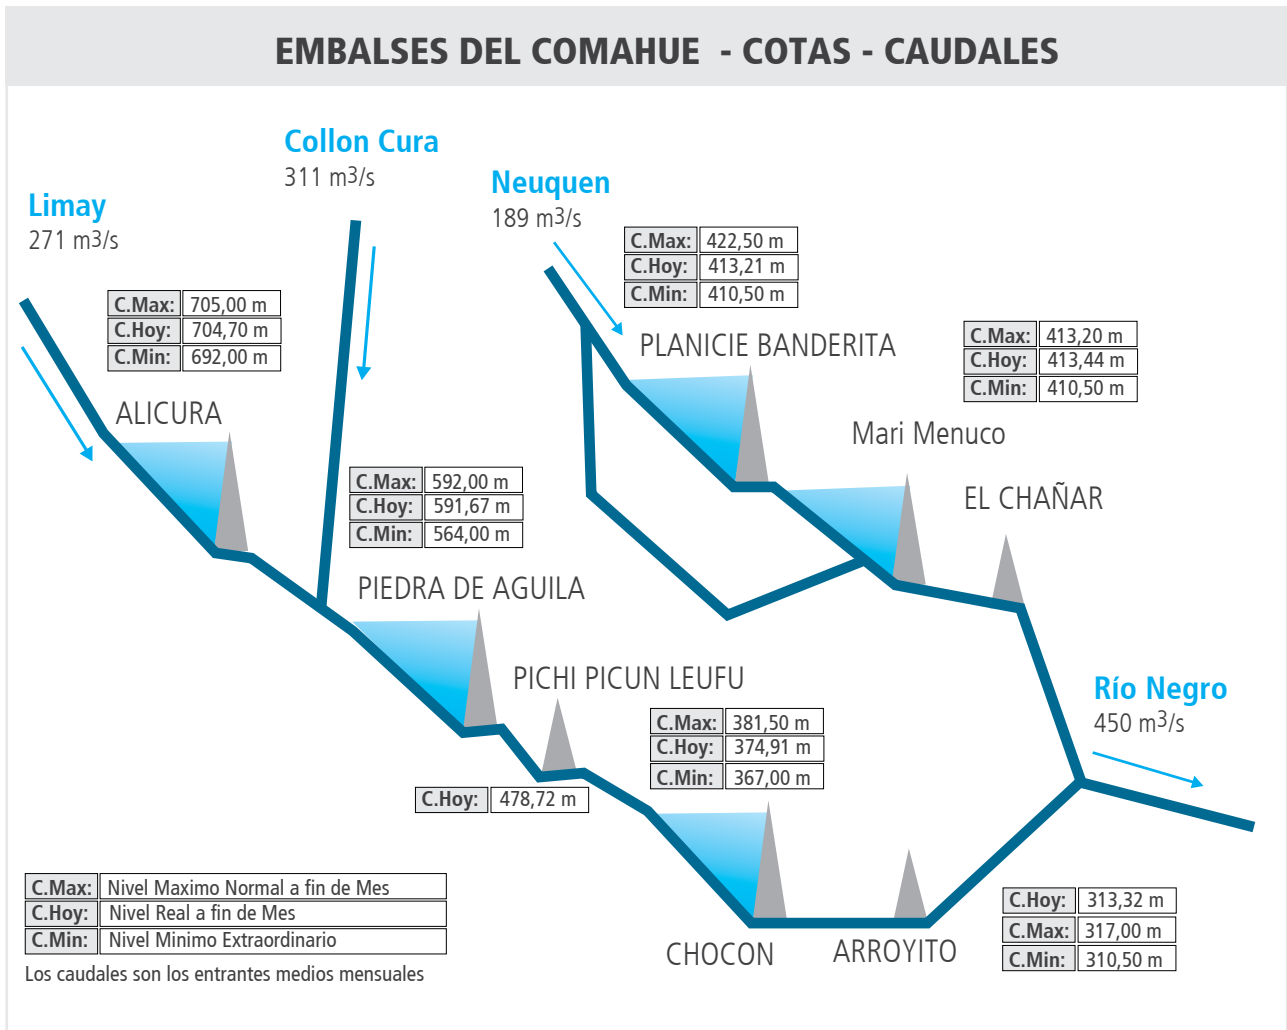 EMBALSES DEL COMAHUE - COTAS - CAUDALES
Collon Cura
311 m3/s
Neuquen
189 m3/s
Limay
271 m3/s
C.Max: 422,50 m
C.Hoy: 413,21 m
C.Min: 410,50 m
PLANICIE BANDERITA
C.Max: 705,00 m
C.Hoy: 704,70 m
C.Min: 692,00 m
ALICURA
C.Max: 413,20 m
C.Hoy: 413,44 m
C.Min: 410,50 m
Mari Menuco
C.Max: 592,00 m
C.Hoy: 591,67 m
C.Min: 564,00 m
PIEDRA DE AGUILA
EL CHAÑAR
PICHI PICUN LEUFU
Río Negro
450 m3/s
C.Max: 381,50 m
C.Hoy: 374,91 m
C.Min: 367,00 m
C.Hoy: 478,72 m
C.Max: Nivel Maximo Normal a fin de Mes
C.Hoy: Nivel Real a fin de Mes
C.Min: Nivel Minimo Extraordinario
Los caudales son los entrantes medios mensuales
CHOCON
ARROYITO
C.Hoy: 313,32 m
C.Max: 317,00 m
C.Min: 310,50 m